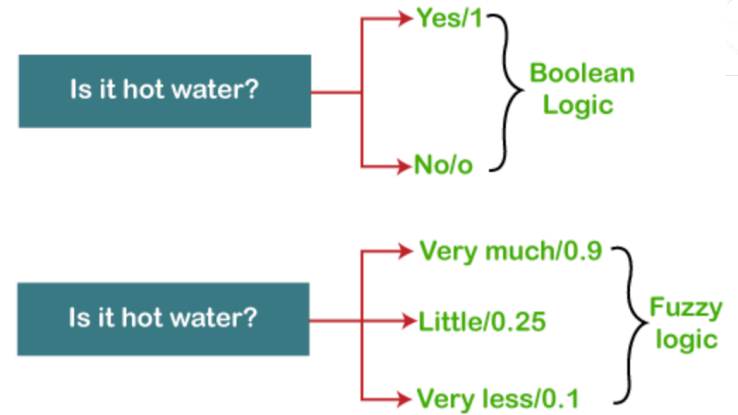 Yes/1
Is it hot water?
Boolean
Logic
No/o
Very much/0.9
Is it hot water?
Little/0.25
Fuzzy
logic
Very less/0.1